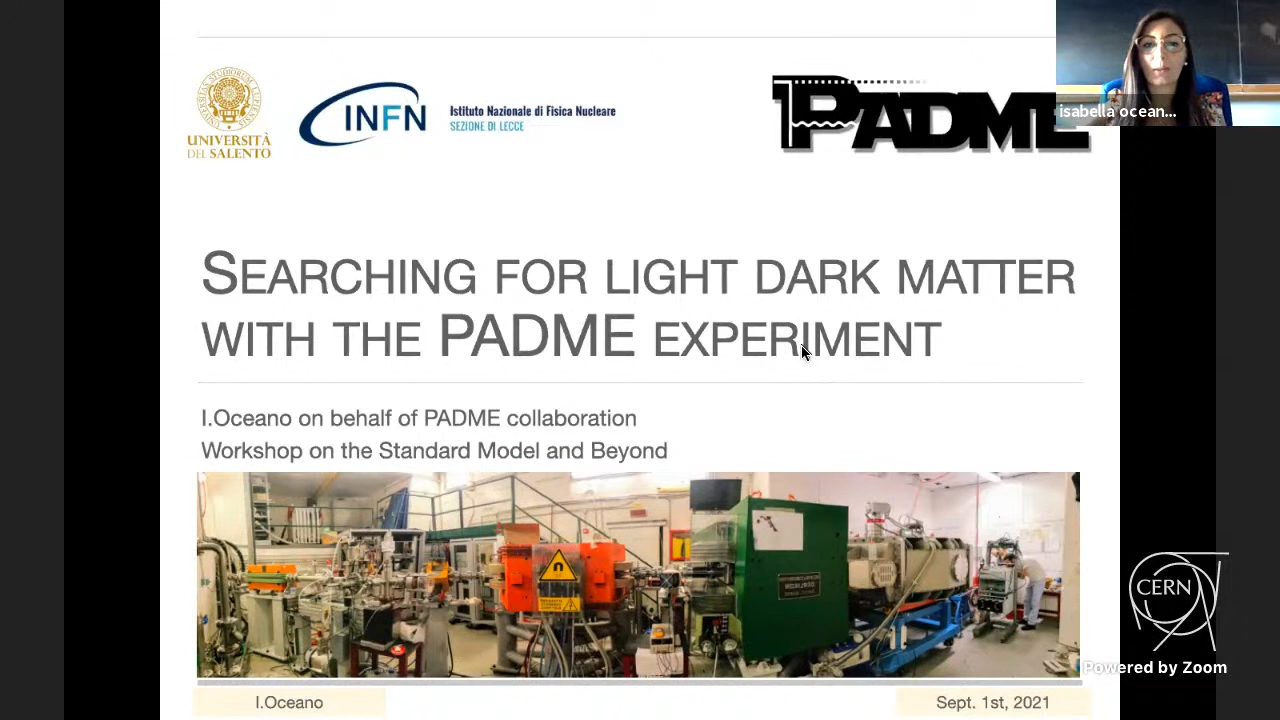 UNIVERSITÀ
DEL SALENTO
INFN
Istituto Nazionale di Fisica Nucleare
SEZIONE DI LECCE
PADME
isabella ocean...
SEARCHING FOR LIGHT DARK MATTER
WITH THE PADME EXPERIMENT
I.Oceano on behalf of PADME collaboration
Workshop on the Standard Model and Beyond
CERN
Powered by Zoom
I.Oceano
Sept. 1st, 2021